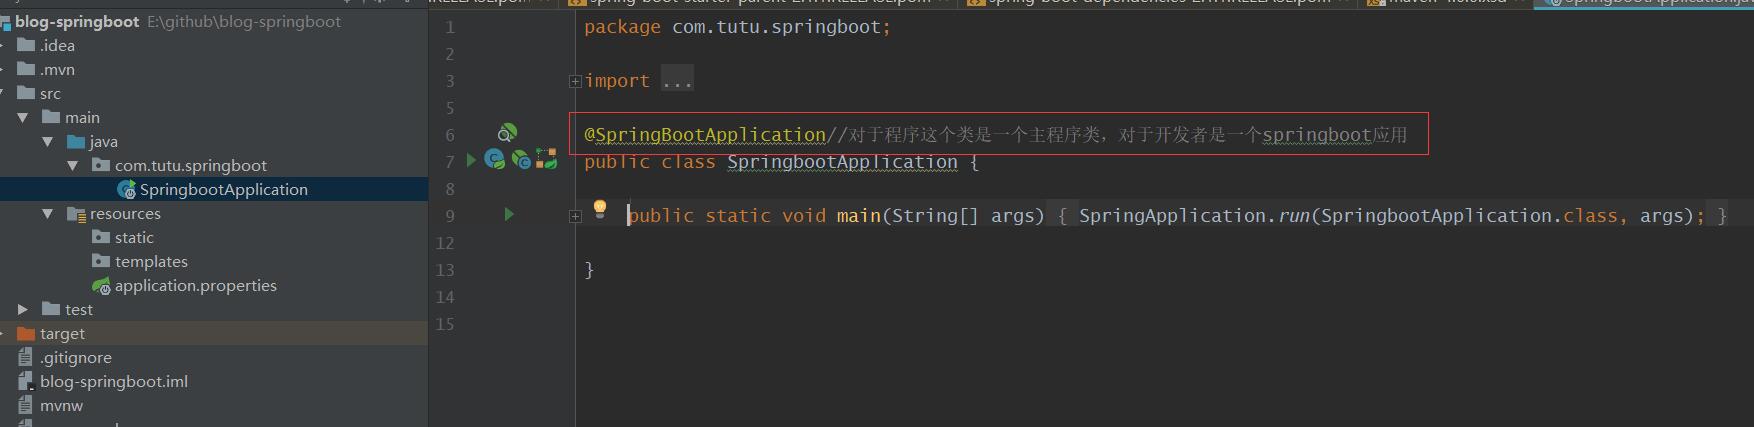 blog-springboot E:\github\blog-springboot
.idea
.mvn
src
main
java
com.tutu.springboot
SpringbootApplication
resources
static
templates
application.properties
test
target
.gitignore
blog-springboot.iml
mvnw
1 package com.tutu.springboot;
2
3 import ...
5
6 @SpringBootApplication//对于程序这个类是一个主程序类，对于开发者是一个springboot应用
7 public class SpringbootApplication {
8
9 public static void main(String[] args) { SpringApplication.run(SpringbootApplication.class, args); }
12
13 }
14
15